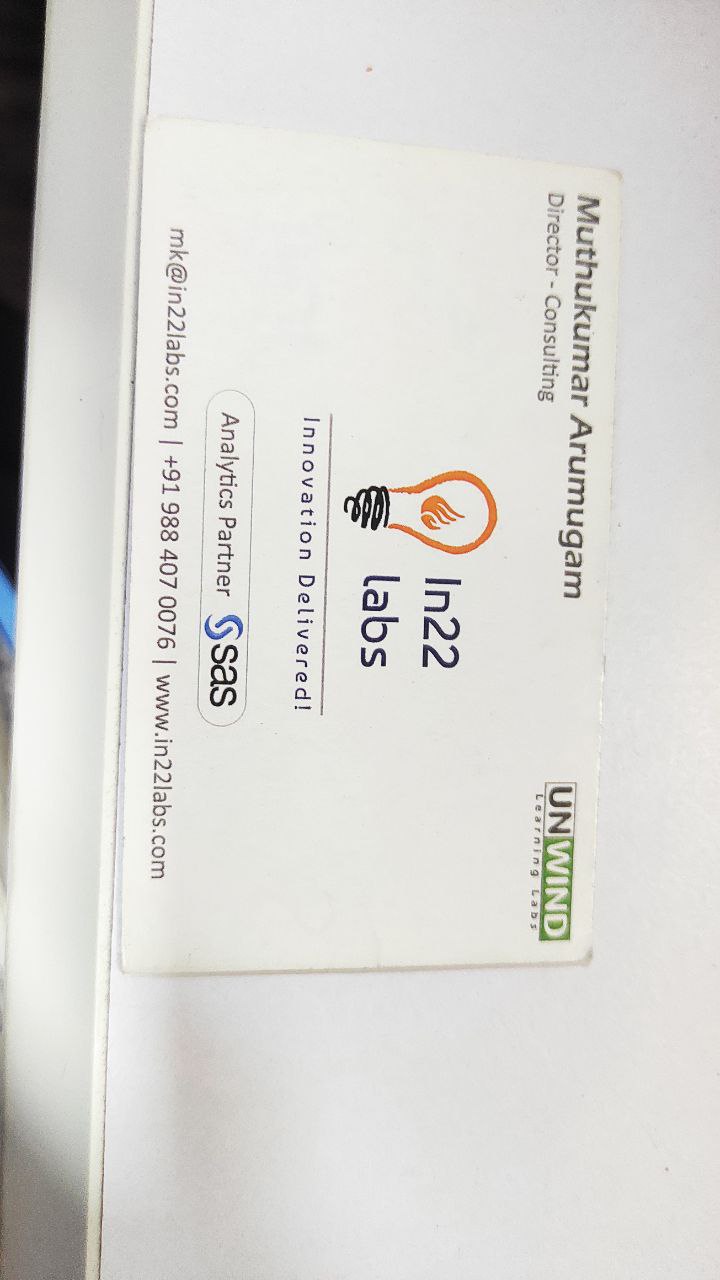 Muthukumar Arumugam
Director - Consulting
UNWIND
Learning Labs
In22
labs
Innovation Delivered!
Analytics Partner sas
mk@in22labs.com | +91 988 407 0076 | www.in22labs.com